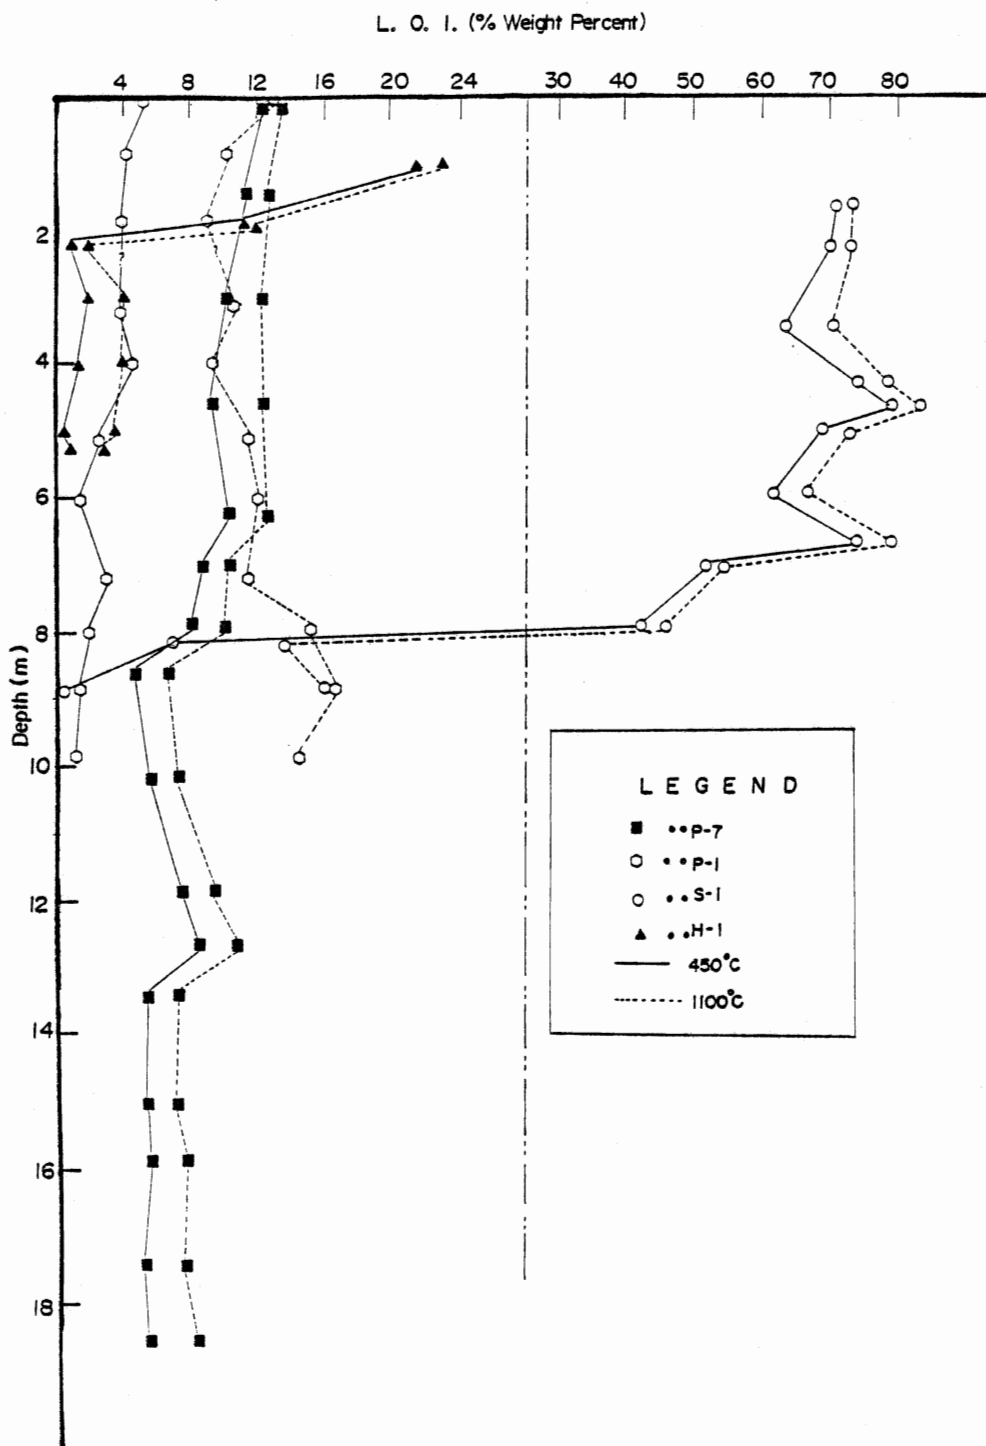 L. O. I. (% Weight Percent)
4 8 12 16 20 24 30 40 50 60 70 80
2
4
6
8
10
12
14
16
18
Depth (m)
LEGEND
P-7
P-1
S-1
H-1
450°C
1100°C